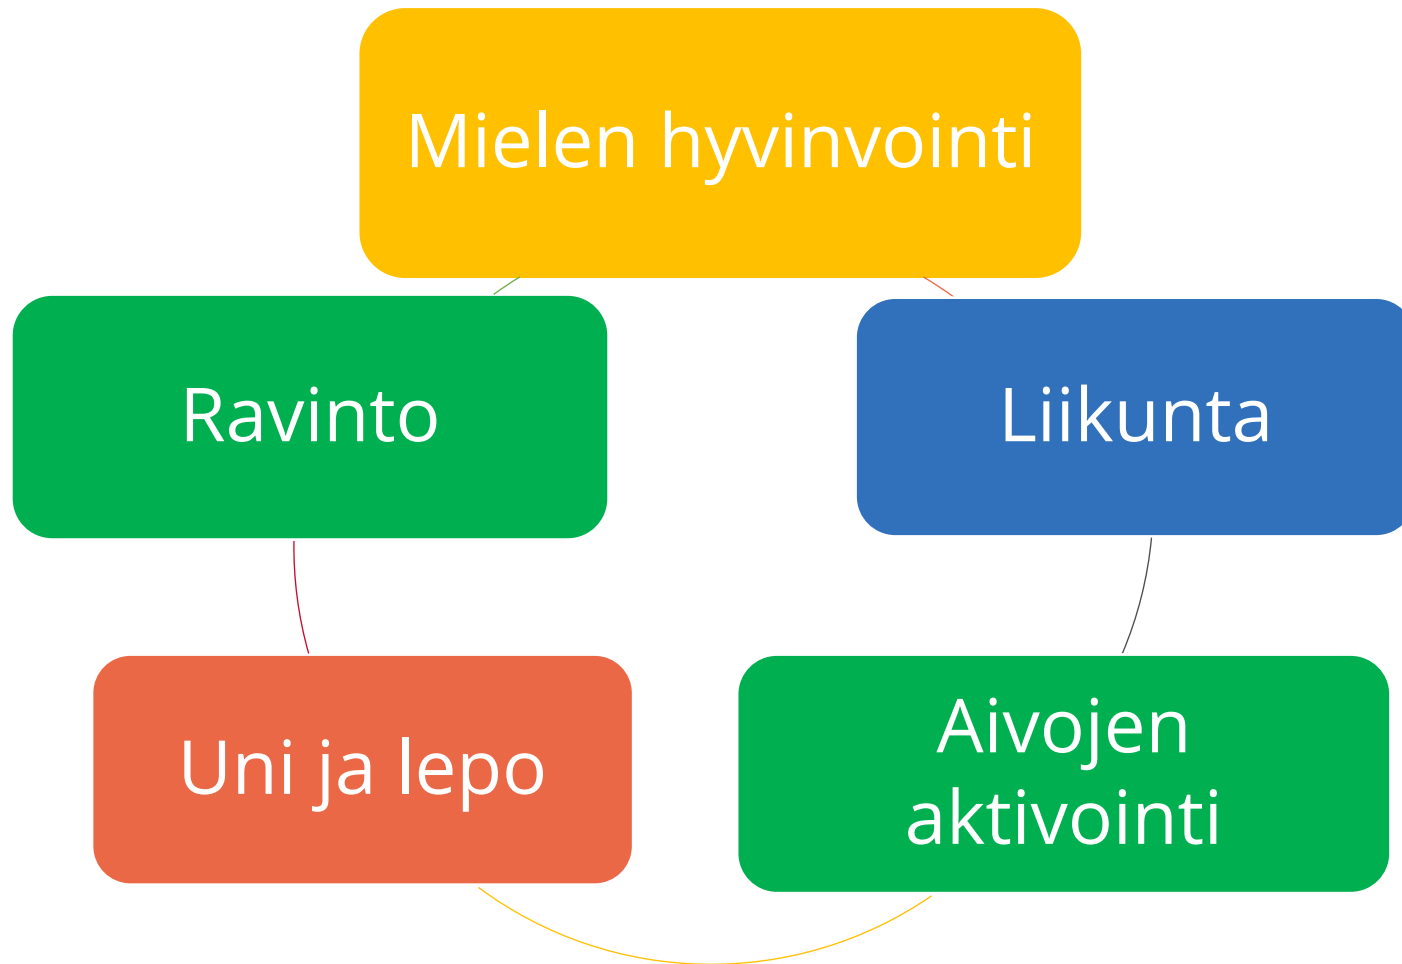 Mielen hyvinvointi
Ravinto
Liikunta
Uni ja lepo
Aivojen
aktivointi